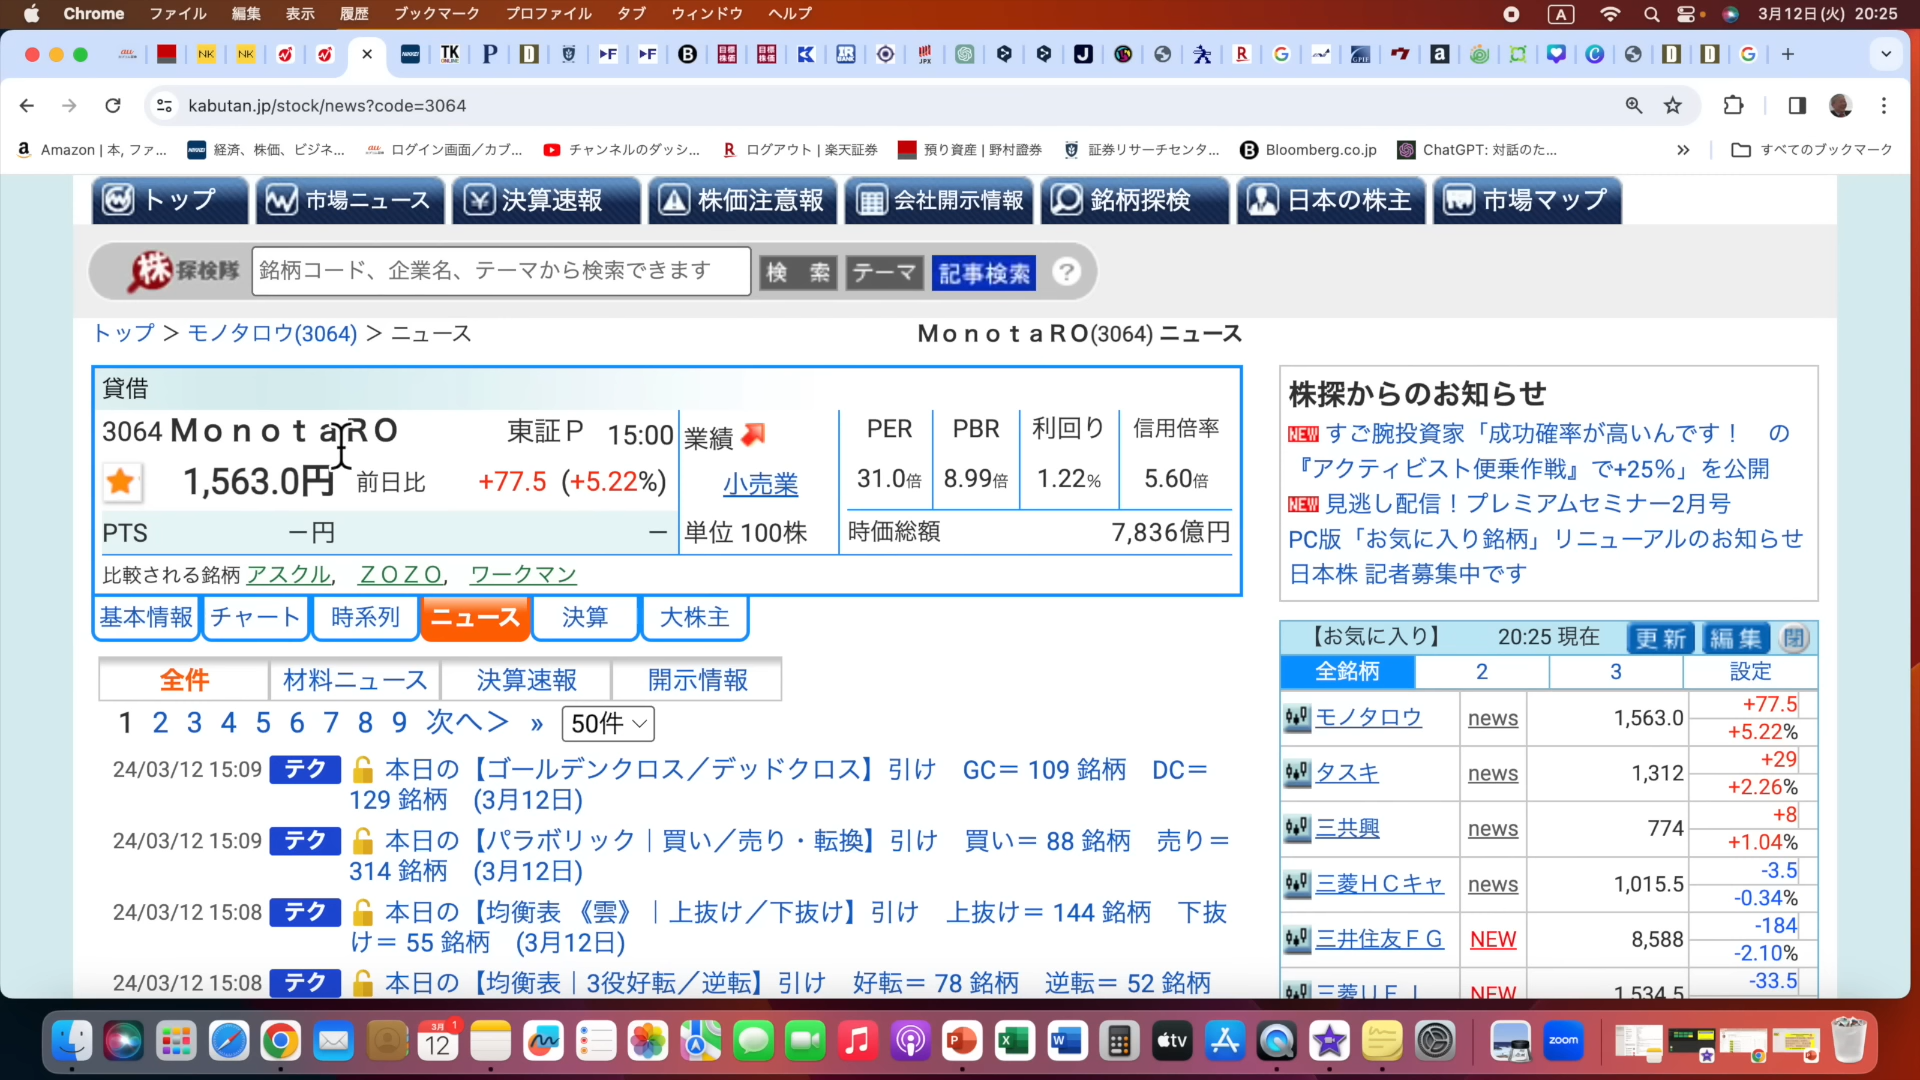 Chrome ファイル 編集 表示 履歴 ブックマーク プロファイル タブ ウィンドウ ヘルプ A 3月12日(火) 20:25
kabutan.jp/stock/news?code=3064
Amazon | 本, ファ... 経済、株価、ビジネ... ログイン画面／カブ... チャンネルのダッシ... ログアウト | 楽天証券 預り資産 | 野村證券 証券リサーチセンタ... Bloomberg.co.jp ChatGPT: 対話のた... » すべてのブックマーク
トップ 市場ニュース 決算速報 株価注意報 会社開示情報 銘柄探検 日本の株主 市場マップ
株探検隊 銘柄コード、企業名、テーマから検索できます 検 索 テーマ 記事検索 ?
トップ > モノタロウ(3064) > ニュース ＭｏｎｏｔａＲＯ(3064) ニュース
貸借
3064 ＭｏｎｏｔａＲＯ 東証Ｐ 15:00 業績 PER PBR 利回り 信用倍率
1,563.0円 前日比 +77.5 (+5.22%) 小売業 31.0倍 8.99倍 1.22% 5.60倍
PTS －円 － 単位 100株 時価総額 7,836億円
比較される銘柄 アスクル, ＺＯＺＯ, ワークマン
基本情報 チャート 時系列 ニュース 決算 大株主
全件 材料ニュース 決算速報 開示情報
1 2 3 4 5 6 7 8 9 次へ＞ » 50件
24/03/12 15:09 テク 本日の【ゴールデンクロス／デッドクロス】引け GC＝ 109 銘柄 DC＝
129 銘柄 (3月12日)
24/03/12 15:09 テク 本日の【パラボリック｜買い／売り・転換】引け 買い＝ 88 銘柄 売り＝
314 銘柄 (3月12日)
24/03/12 15:08 テク 本日の【均衡表《雲》｜上抜け／下抜け】引け 上抜け＝ 144 銘柄 下抜
け＝ 55 銘柄 (3月12日)
24/03/12 15:08 テク 本日の【均衡表｜3役好転／逆転】引け 好転＝ 78 銘柄 逆転＝ 52 銘柄
株探からのお知らせ
NEW すご腕投資家「成功確率が高いんです！ の
『アクティビスト便乗作戦』で+25%」を公開
NEW 見逃し配信！プレミアムセミナー2月号
PC版「お気に入り銘柄」リニューアルのお知らせ
日本株 記者募集中です
【お気に入り】 20:25 現在 更新 編集 閉
全銘柄 2 3 設定
モノタロウ news 1,563.0 +77.5
+5.22%
タスキ news 1,312 +29
+2.26%
三共興 news 774 +8
+1.04%
三菱ＨＣキャ news 1,015.5 -3.5
-0.34%
三井住友ＦＧ NEW 8,588 -184
-2.10%
三菱ＵＦＪ NEW 1,534.5 -33.5
3月 1
12
tv
zoom